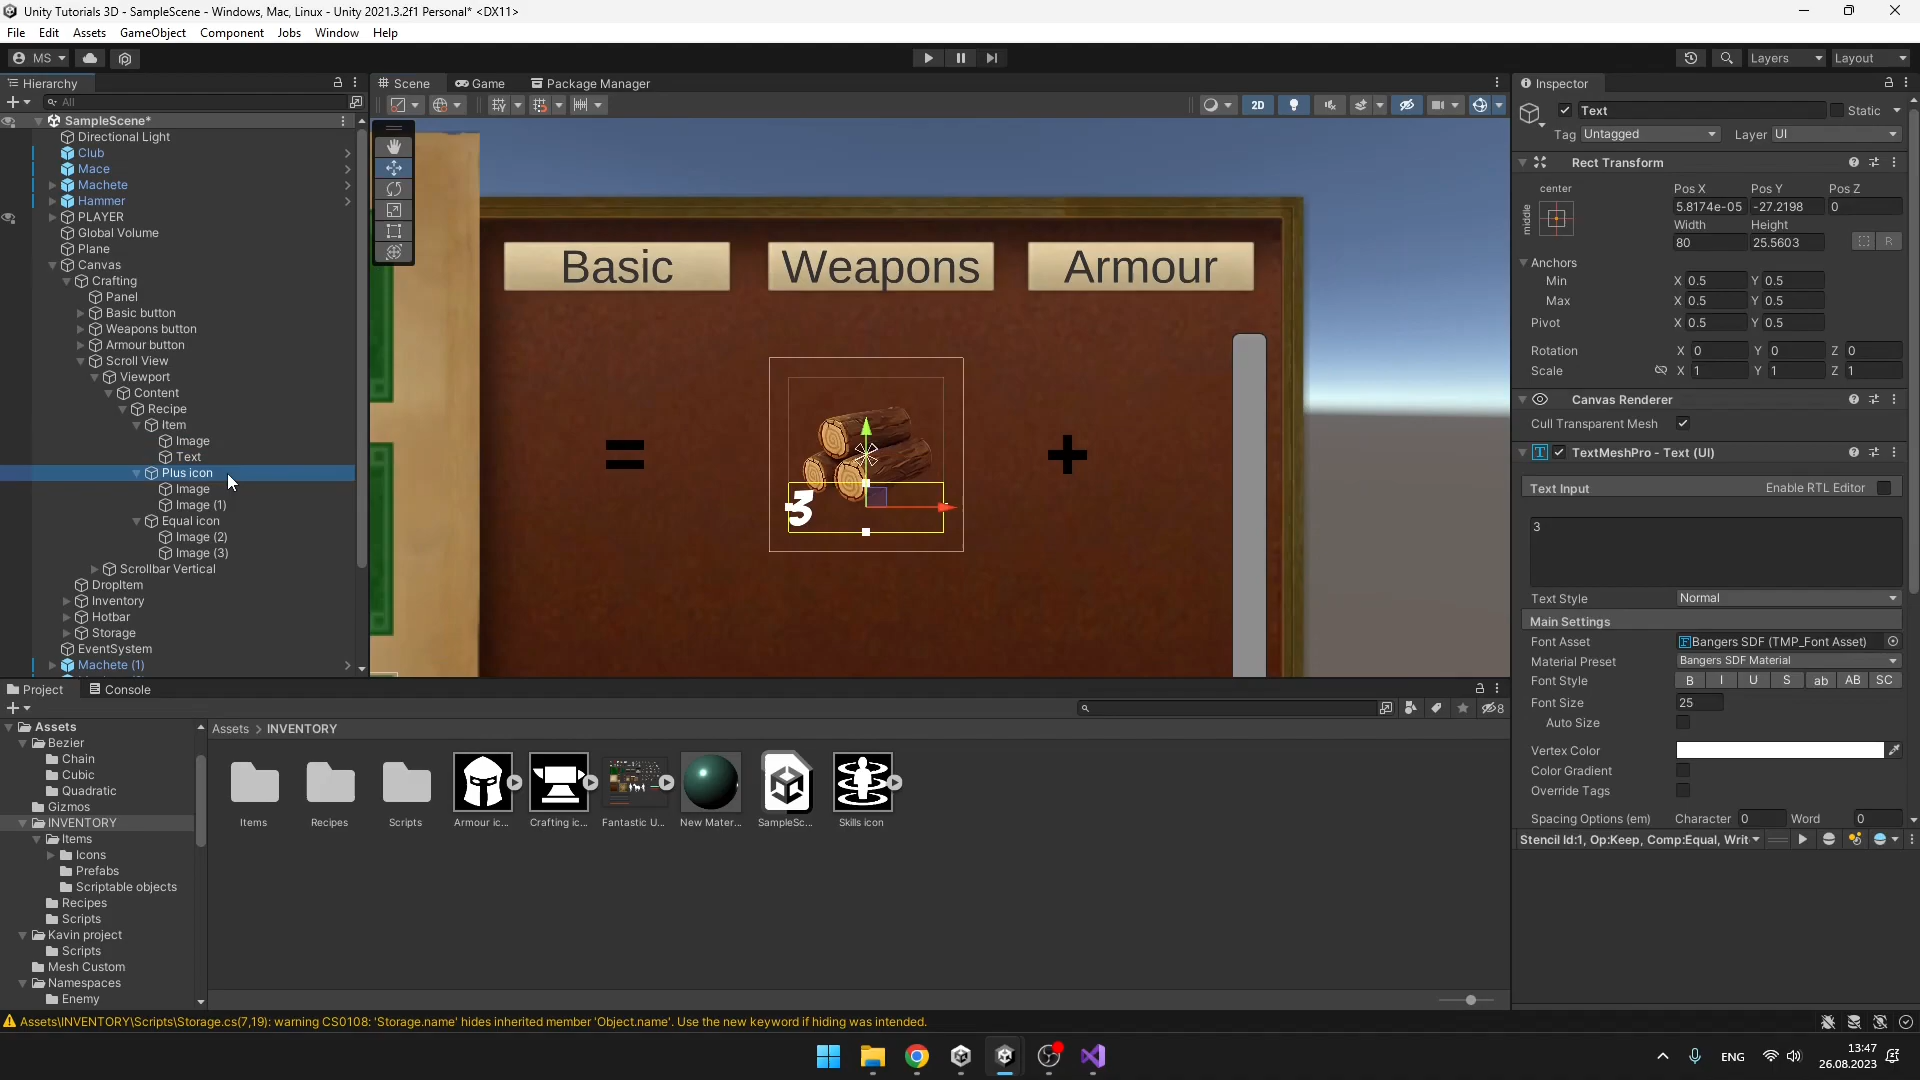 Unity Tutorials 3D - SampleScene - Windows, Mac, Linux - Unity 2021.3.2f1 Personal* <DX11>
File Edit Assets GameObject Component Jobs Window Help
MS Layers Layout
Hierarchy
Scene Game Package Manager
Inspector
All
2D
SampleScene*
Directional Light
Club
Mace
Machete
Hammer
PLAYER
Global Volume
Plane
Canvas
Crafting
Panel
Basic button
Weapons button
Armour button
Scroll View
Viewport
Content
Recipe
Item
Image
Text
Plus icon
Image
Image (1)
Equal icon
Image (2)
Image (3)
Scrollbar Vertical
DropItem
Inventory
Hotbar
Storage
EventSystem
Machete (1)
Basic Weapons Armour
=
3
+
Text Static
Tag Untagged Layer UI
Rect Transform
center Pos X Pos Y Pos Z
middle 5.8174e-05 -27.2198 0
Width Height
80 25.5603 R
Anchors
Min X 0.5 Y 0.5
Max X 0.5 Y 0.5
Pivot X 0.5 Y 0.5
Rotation X 0 Y 0 Z 0
Scale X 1 Y 1 Z 1
Canvas Renderer
Cull Transparent Mesh
TextMeshPro - Text (UI)
Text Input Enable RTL Editor
3
Text Style Normal
Main Settings
Font Asset Bangers SDF (TMP_Font Asset)
Material Preset Bangers SDF Material
Font Style B I U S ab AB SC
Font Size 25
Auto Size
Vertex Color
Color Gradient
Override Tags
Spacing Options (em) Character 0 Word 0
Stencil Id:1, Op:Keep, Comp:Equal, Writ
Project Console
8
Assets
Bezier
Chain
Cubic
Quadratic
Gizmos
INVENTORY
Items
Icons
Prefabs
Scriptable objects
Recipes
Scripts
Kavin project
Scripts
Mesh Custom
Namespaces
Enemy
Assets > INVENTORY
Items Recipes Scripts Armour ic... Crafting ic... Fantastic U... New Mater... SampleSc... Skills icon
Assets\INVENTORY\Scripts\Storage.cs(7,19): warning CS0108: 'Storage.name' hides inherited member 'Object.name'. Use the new keyword if hiding was intended.
ENG 13:47
26.08.2023